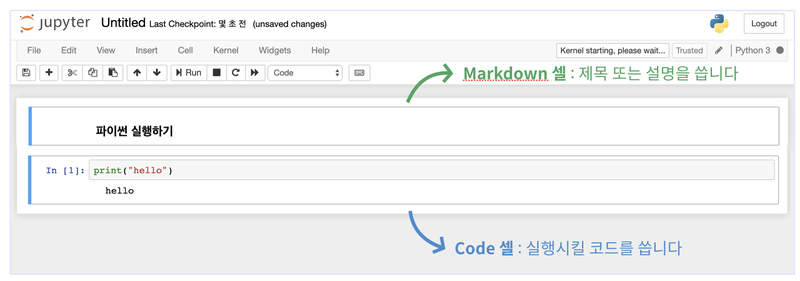 jupyter Untitled Last Checkpoint: 몇 초 전 (unsaved changes) Logout
File Edit View Insert Cell Kernel Widgets Help Kernel starting, please wait... Trusted Python 3
Run Code
Markdown 셀 : 제목 또는 설명을 씁니다
파이썬 실행하기
In [1]: print("hello")
hello
Code 셀 : 실행시킬 코드를 씁니다